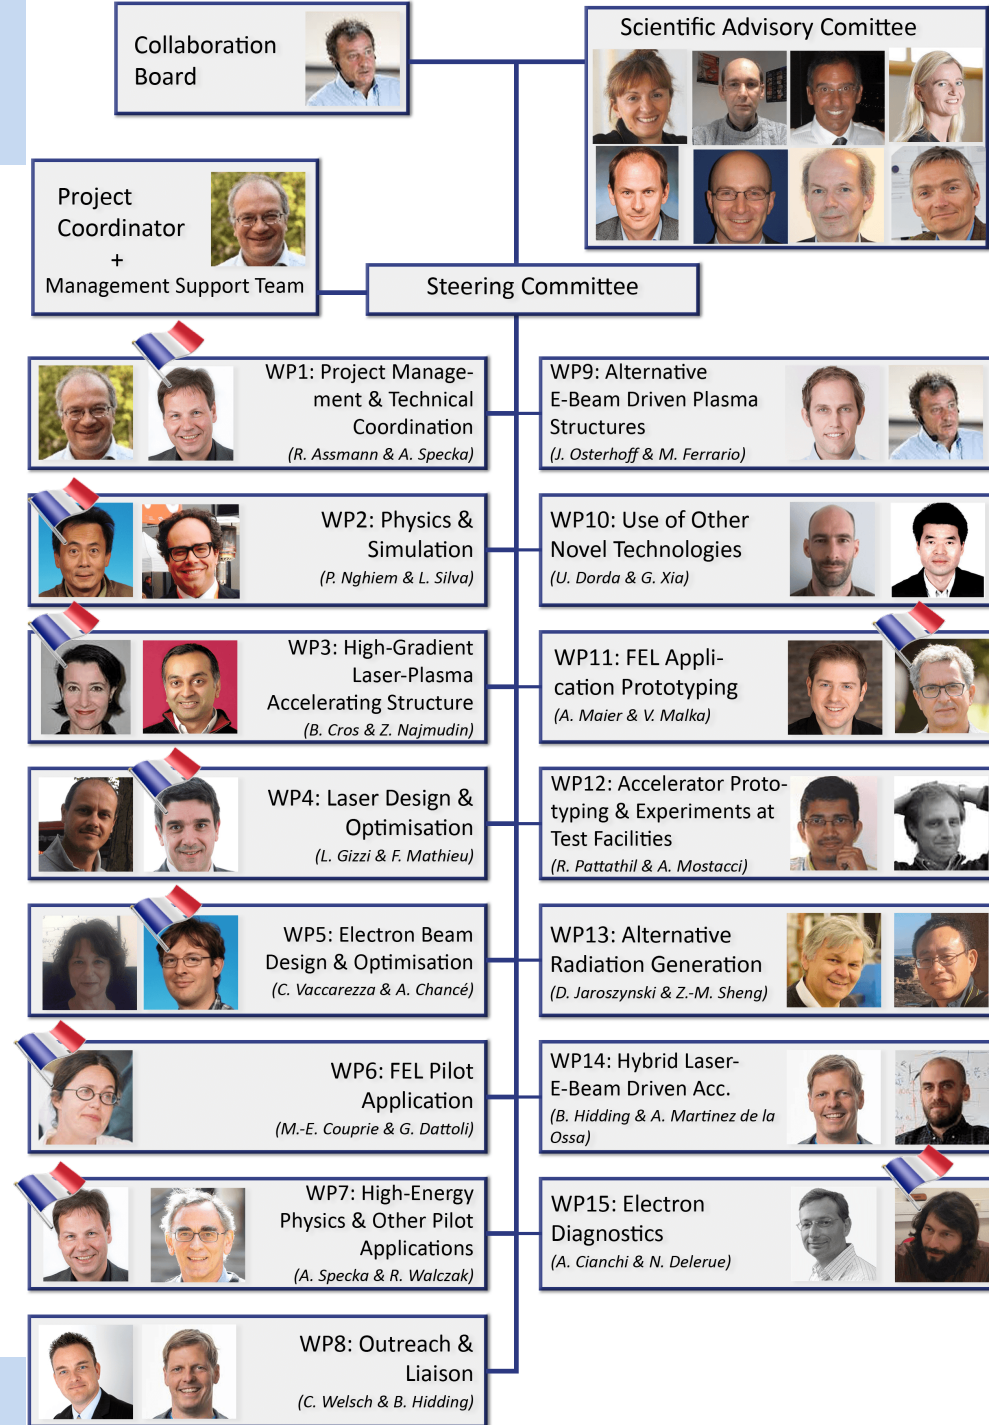 Collaboration
Board
Scientific Advisory Comittee
Project
Coordinator
+
Management Support Team
Steering Committee
WP1: Project Manage-
ment & Technical
Coordination
(R. Assmann & A. Specka)
WP2: Physics &
Simulation
(P. Nghiem & L. Silva)
WP3: High-Gradient
Laser-Plasma
Accelerating Structure
(B. Cros & Z. Najmudin)
WP4: Laser Design &
Optimisation
(L. Gizzi & F. Mathieu)
WP5: Electron Beam
Design & Optimisation
(C. Vaccarezza & A. Chancé)
WP6: FEL Pilot
Application
(M.-E. Couprie & G. Dattoli)
WP7: High-Energy
Physics & Other Pilot
Applications
(A. Specka & R. Walczak)
WP8: Outreach &
Liaison
(C. Welsch & B. Hidding)
WP9: Alternative
E-Beam Driven Plasma
Structures
(J. Osterhoff & M. Ferrario)
WP10: Use of Other
Novel Technologies
(U. Dorda & G. Xia)
WP11: FEL Appli-
cation Prototyping
(A. Maier & V. Malka)
WP12: Accelerator Proto-
typing & Experiments at
Test Facilities
(R. Pattathil & A. Mostacci)
WP13: Alternative
Radiation Generation
(D. Jaroszynski & Z.-M. Sheng)
WP14: Hybrid Laser-
E-Beam Driven Acc.
(B. Hidding & A. Martinez de la
Ossa)
WP15: Electron
Diagnostics
(A. Cianchi & N. Delerue)